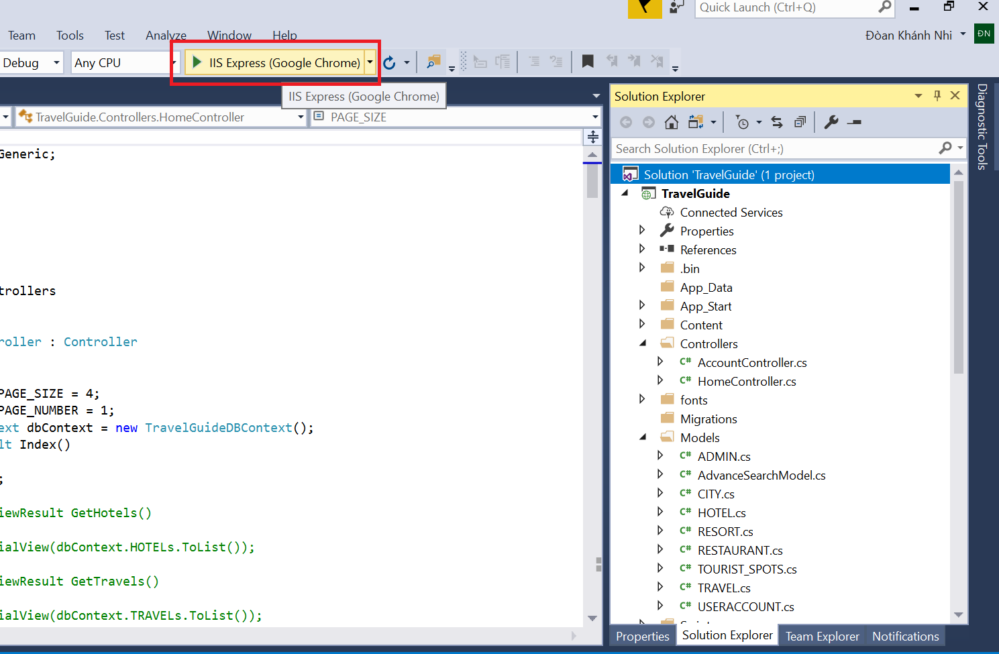 Quick Launch (Ctrl+Q)
Team Tools Test Analyze Window Help
Đòan Khánh Nhi ĐN
Debug Any CPU IIS Express (Google Chrome)
IIS Express (Google Chrome)
TravelGuide.Controllers.HomeController PAGE_SIZE
Generic;
trollers
roller : Controller
PAGE_SIZE = 4;
PAGE_NUMBER = 1;
ext dbContext = new TravelGuideDBContext();
lt Index()
;
iewResult GetHotels()
ialView(dbContext.HOTELs.ToList());
iewResult GetTravels()
ialView(dbContext.TRAVELs.ToList());
Solution Explorer
Search Solution Explorer (Ctrl+;)
Solution 'TravelGuide' (1 project)
TravelGuide
Connected Services
Properties
References
.bin
App_Data
App_Start
Content
Controllers
C# AccountController.cs
C# HomeController.cs
fonts
Migrations
Models
C# ADMIN.cs
C# AdvanceSearchModel.cs
C# CITY.cs
C# HOTEL.cs
C# RESORT.cs
C# RESTAURANT.cs
C# TOURIST_SPOTS.cs
C# TRAVEL.cs
C# USERACCOUNT.cs
Properties Solution Explorer Team Explorer Notifications
Diagnostic Tools